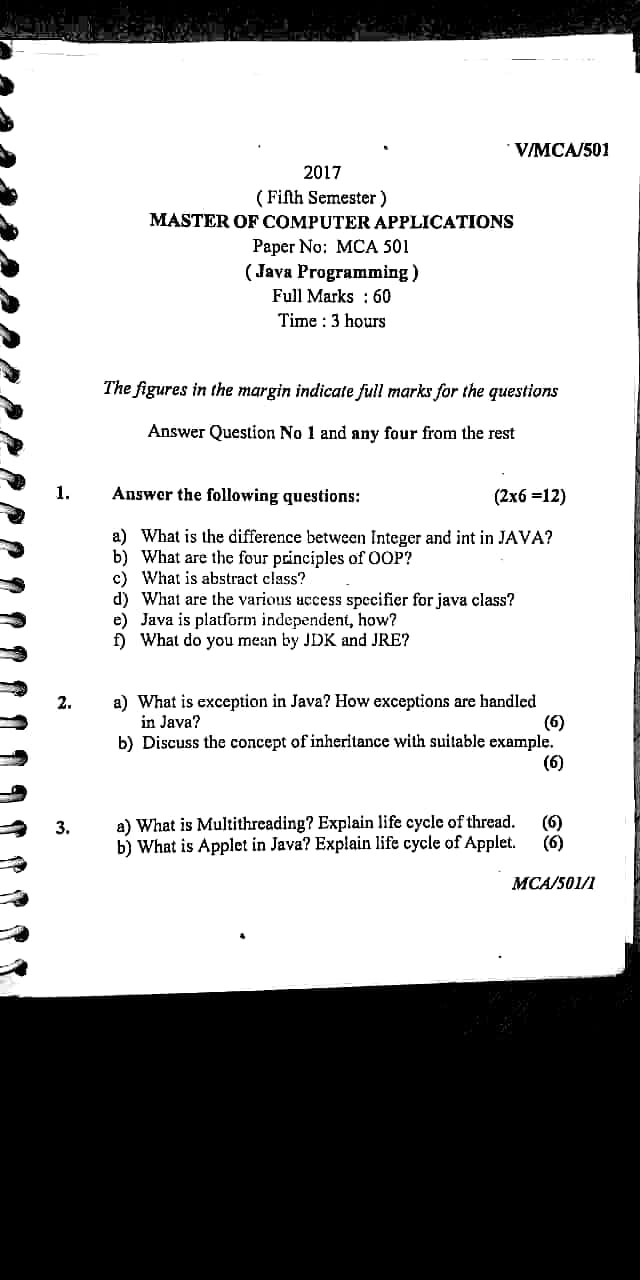 V/MCA/501
2017
( Fifth Semester )
MASTER OF COMPUTER APPLICATIONS
Paper No: MCA 501
( Java Programming )
Full Marks : 60
Time : 3 hours
The figures in the margin indicate full marks for the questions
Answer Question No 1 and any four from the rest
1. Answer the following questions: (2x6 =12)
a) What is the difference between Integer and int in JAVA?
b) What are the four principles of OOP?
c) What is abstract class?
d) What are the various access specifier for java class?
e) Java is platform independent, how?
f) What do you mean by JDK and JRE?
2. a) What is exception in Java? How exceptions are handled
in Java? (6)
b) Discuss the concept of inheritance with suitable example.
(6)
3. a) What is Multithreading? Explain life cycle of thread. (6)
b) What is Applet in Java? Explain life cycle of Applet. (6)
MCA/501/1